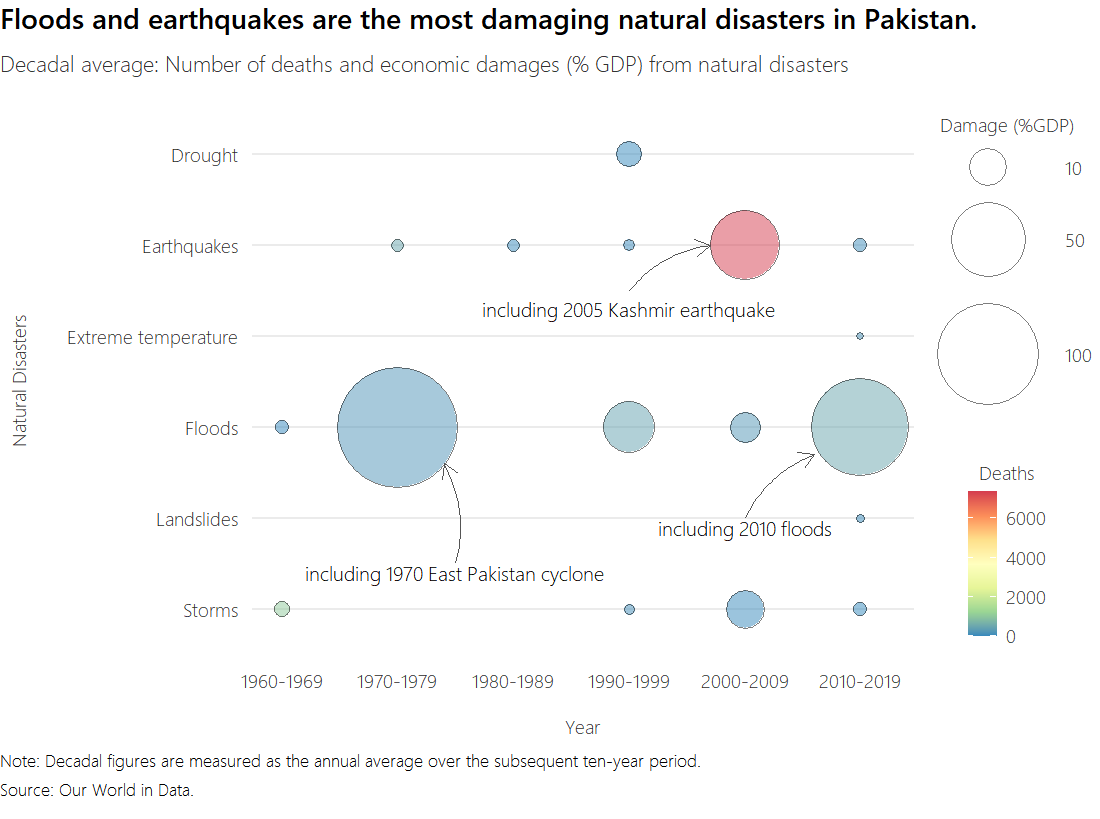 Floods and earthquakes are the most damaging natural disasters in Pakistan.
Decadal average: Number of deaths and economic damages (% GDP) from natural disasters
Damage (%GDP)
10
50
100
Deaths
6000
4000
2000
0
Natural Disasters
Drought
Earthquakes
including 2005 Kashmir earthquake
Extreme temperature
Floods
Landslides
including 2010 floods
including 1970 East Pakistan cyclone
Storms
1960-1969
1970-1979
1980-1989
1990-1999
2000-2009
2010-2019
Year
Note: Decadal figures are measured as the annual average over the subsequent ten-year period.
Source: Our World in Data.